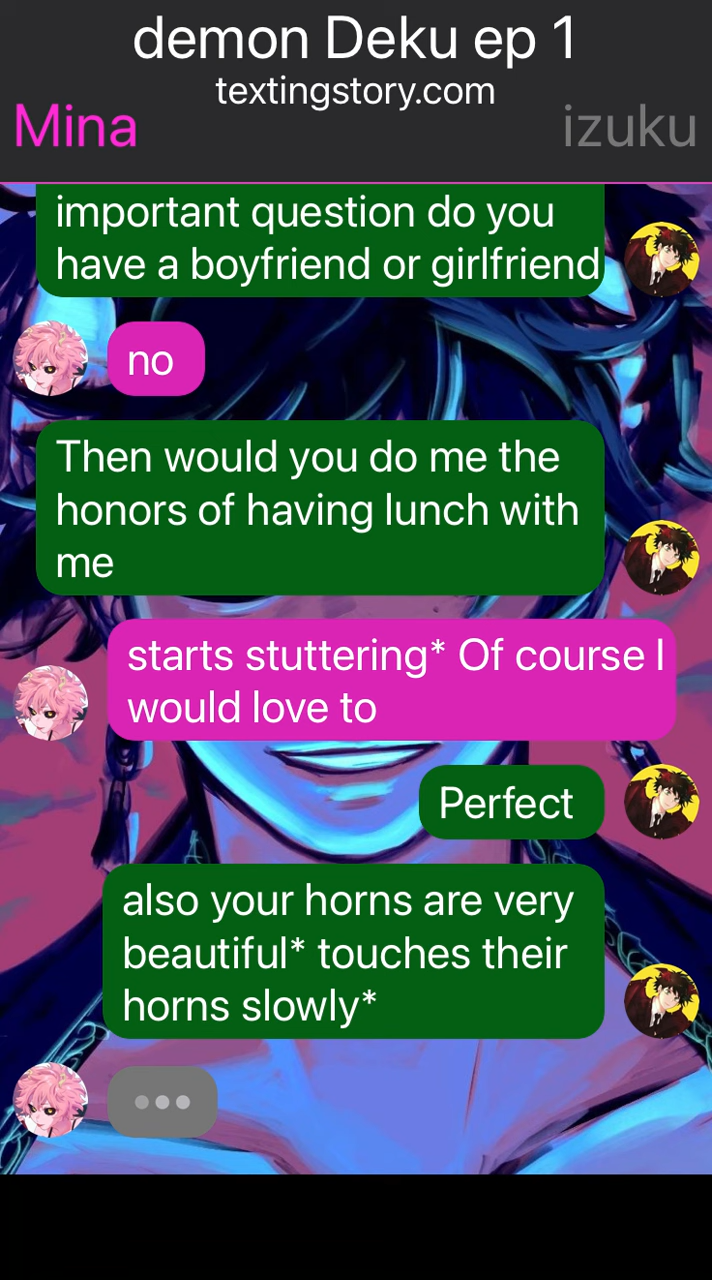 demon Deku ep 1
textingstory.com
Mina
izuku
important question do you
have a boyfriend or girlfriend
no
Then would you do me the
honors of having lunch with
me
starts stuttering* Of course I
would love to
Perfect
also your horns are very
beautiful* touches their
horns slowly*